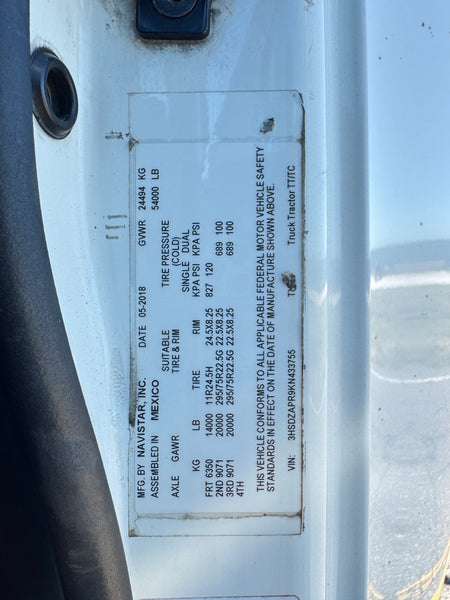 MFG. BY NAVISTAR, INC. DATE 05-2018 GVWR 24494 KG
ASSEMBLED IN MEXICO 54000 LB
SUITABLE TIRE PRESSURE
AXLE GAWR TIRE & RIM (COLD)
SINGLE DUAL
KG LB TIRE RIM KPA PSI KPA PSI
FRT 6350 14000 11R24.5H 24.5X8.25 827 120
2ND 9071 20000 295/75R22.5G 22.5X8.25 689 100
3RD 9071 20000 295/75R22.5G 22.5X8.25 689 100
4TH
THIS VEHICLE CONFORMS TO ALL APPLICABLE FEDERAL MOTOR VEHICLE SAFETY
STANDARDS IN EFFECT ON THE DATE OF MANUFACTURE SHOWN ABOVE.
VIN: 3HSDZAPR9KN433755 Truck Tractor TT/TC